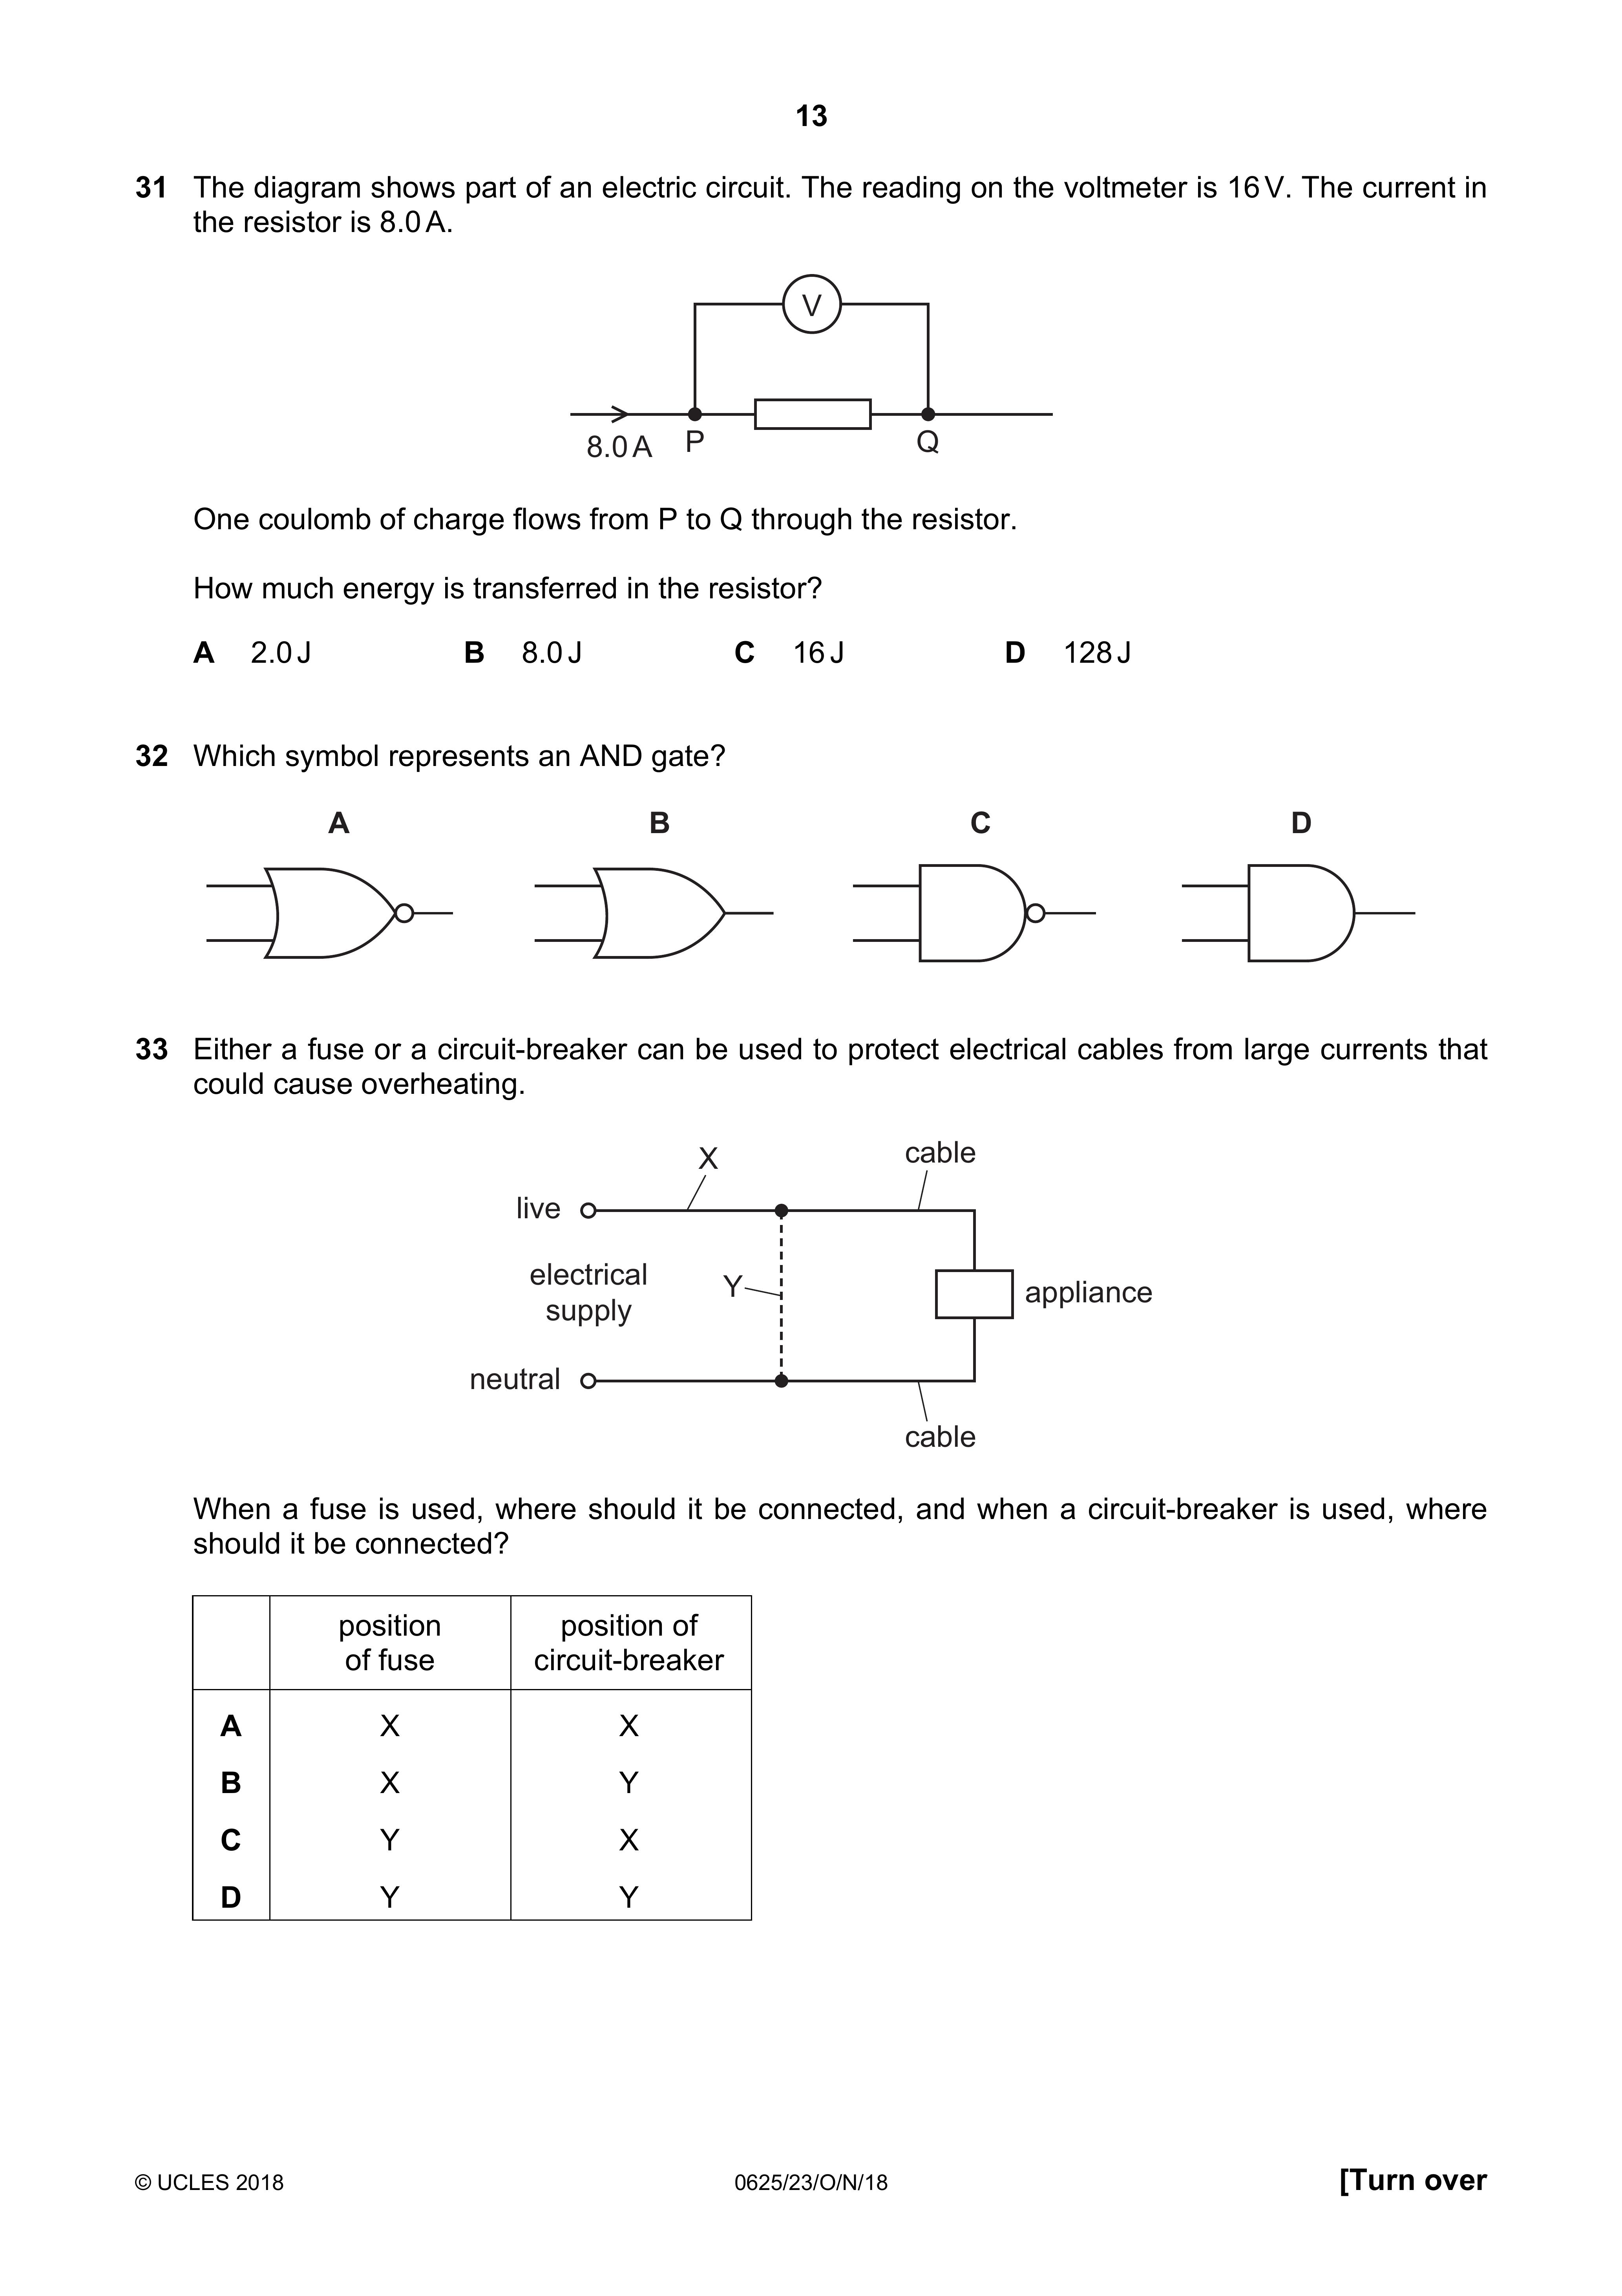 13
31 The diagram shows part of an electric circuit. The reading on the voltmeter is 16 V. The current in
the resistor is 8.0 A.
V
8.0 A P Q
One coulomb of charge flows from P to Q through the resistor.
How much energy is transferred in the resistor?
A 2.0 J B 8.0 J C 16 J D 128 J
32 Which symbol represents an AND gate?
A B C D
33 Either a fuse or a circuit-breaker can be used to protect electrical cables from large currents that
could cause overheating.
X cable
live
electrical
supply
Y
appliance
neutral
cable
When a fuse is used, where should it be connected, and when a circuit-breaker is used, where
should it be connected?
position position of
of fuse circuit-breaker
A X X
B X Y
C Y X
D Y Y
© UCLES 2018 0625/23/O/N/18 [Turn over